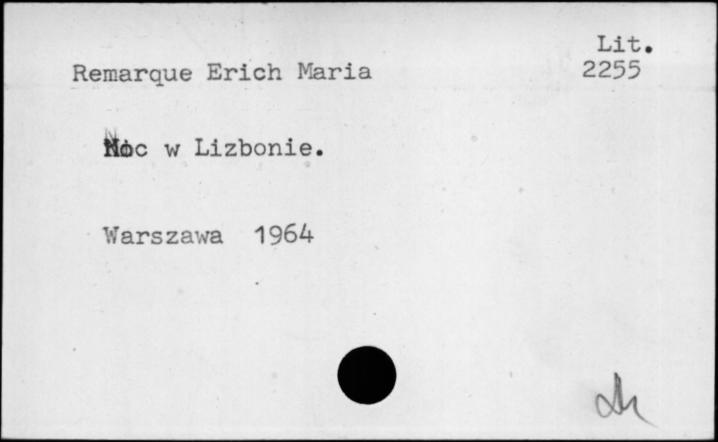 Lit.
Remarque Erich Maria 2255
Noc w Lizbonie.
Warszawa 1964